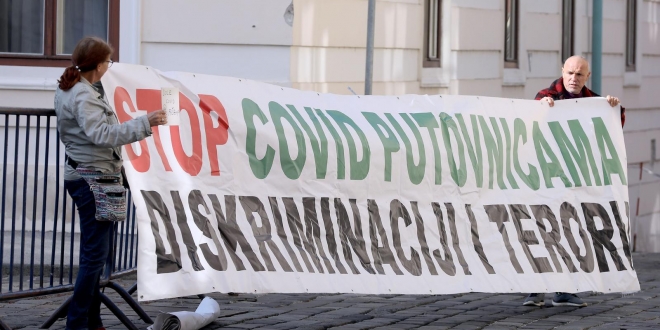 STOP COVID PUTOVNICAMA
DISKRIMINACIJI I TERORU